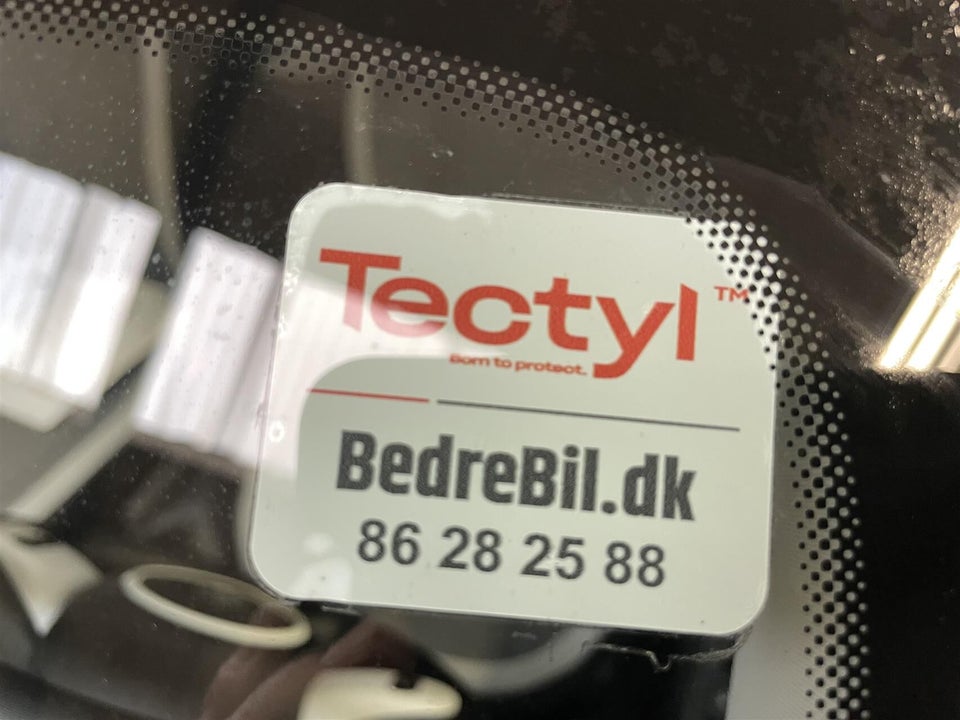 Tectyl™
Born to protect.
BedreBil.dk
86 28 25 88